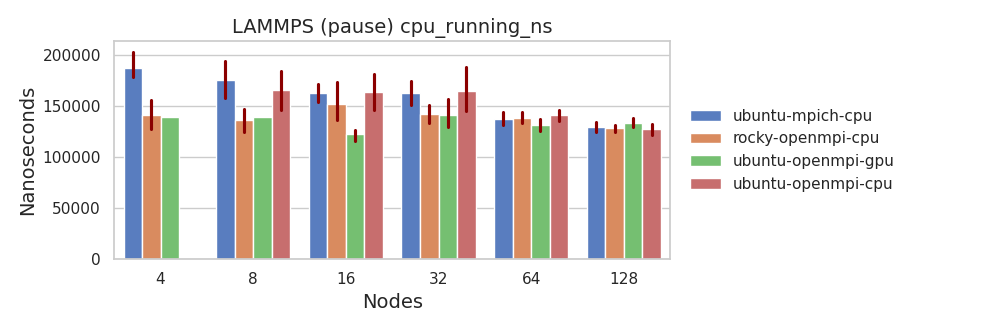 LAMMPS (pause) cpu_running_ns
Nanoseconds
200000
150000
100000
50000
0
4 8 16 32 64 128
Nodes
ubuntu-mpich-cpu
rocky-openmpi-cpu
ubuntu-openmpi-gpu
ubuntu-openmpi-cpu